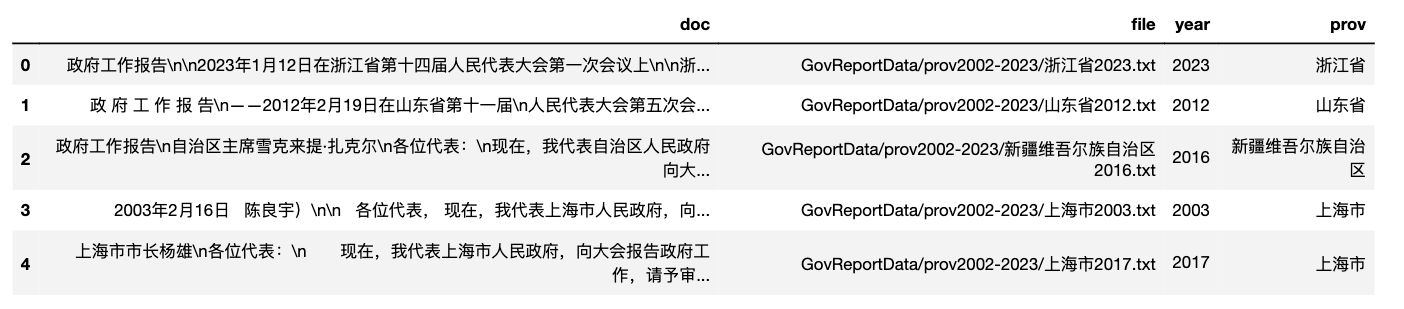 doc file year prov
0 政府工作报告\n\n2023年1月12日在浙江省第十四届人民代表大会第一次会议上\n\n浙... GovReportData/prov2002-2023/浙江省2023.txt 2023 浙江省
1 政 府 工 作 报 告\n——2012年2月19日在山东省第十一届\n人民代表大会第五次会... GovReportData/prov2002-2023/山东省2012.txt 2012 山东省
2 政府工作报告\n自治区主席雪克来提·扎克尔\n各位代表：\n现在，我代表自治区人民政府 GovReportData/prov2002-2023/新疆维吾尔族自治区 2016 新疆维吾尔族自治
向大... 2016.txt 区
3 2003年2月16日 陈良宇）\n\n 各位代表， 现在，我代表上海市人民政府，向... GovReportData/prov2002-2023/上海市2003.txt 2003 上海市
4 上海市市长杨雄\n各位代表：\n 现在，我代表上海市人民政府，向大会报告政府工 GovReportData/prov2002-2023/上海市2017.txt 2017 上海市
作，请予审...